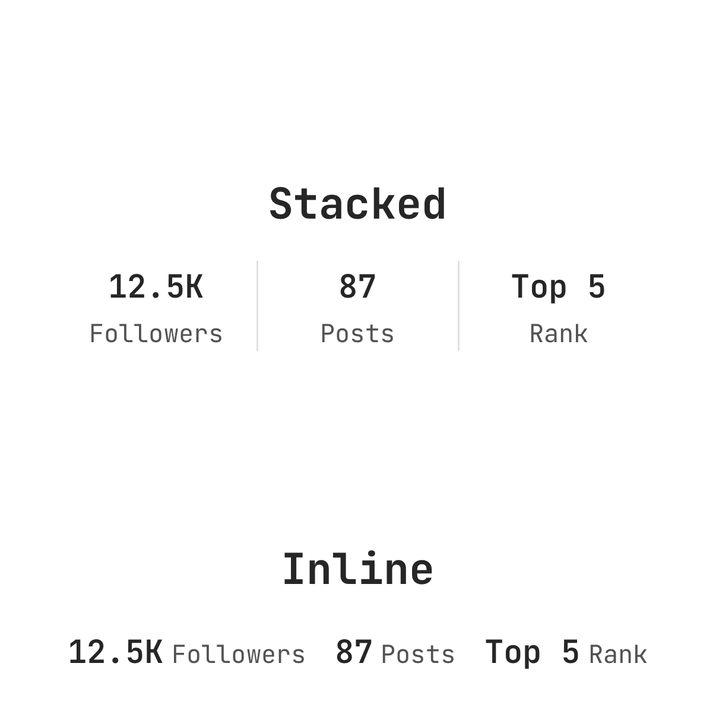 Stacked
12.5K 87 Top 5
Followers Posts Rank
Inline
12.5K Followers 87 Posts Top 5 Rank